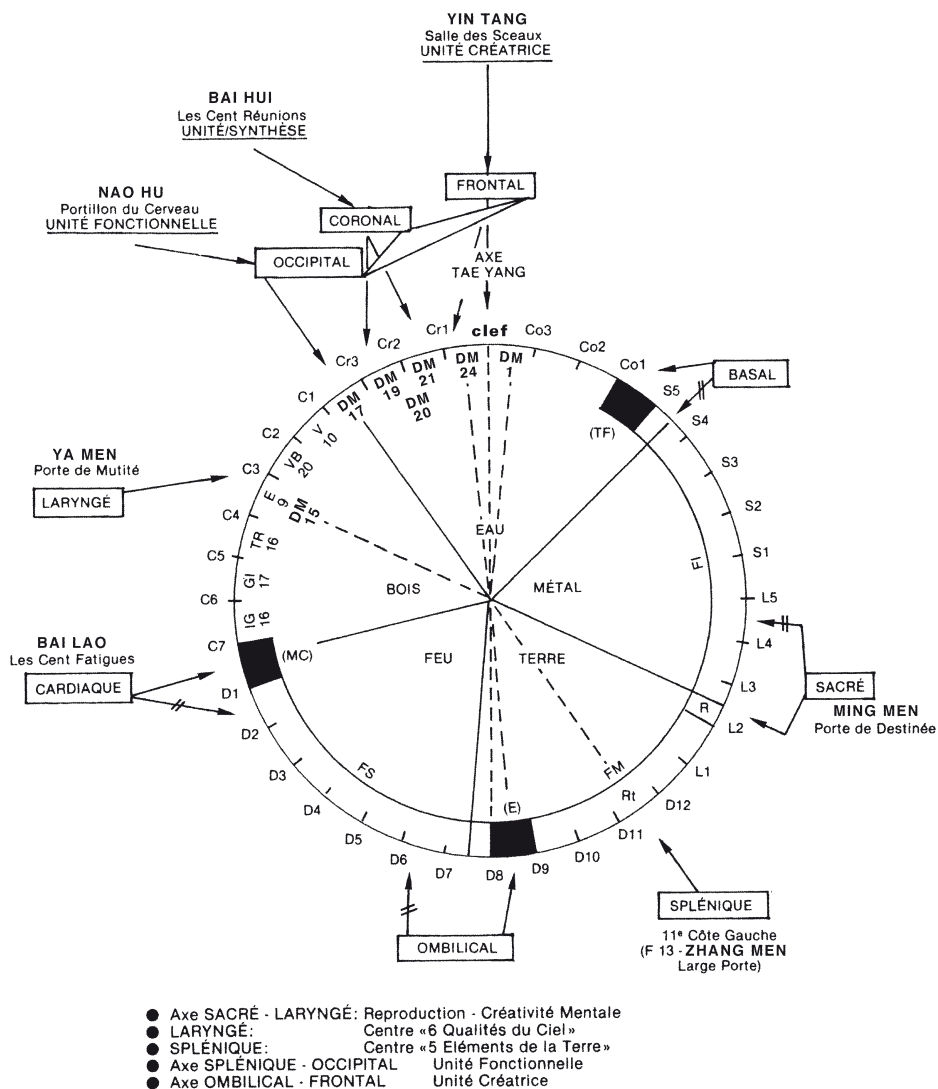 YIN TANG
Salle des Sceaux
UNITÉ CRÉATRICE
BAI HUI
Les Cent Réunions
UNITÉ/SYNTHÈSE
NAO HU
Portillon du Cerveau
UNITÉ FONCTIONNELLE
FRONTAL
CORONAL
OCCIPITAL
AXE
TAE YANG
clef
Co3
Co2
Co1
S5
S4
S3
S2
S1
L5
L4
L3
L2
L1
D12
D11
D10
D9
D8
D7
D6
D5
D4
D3
D2
D1
C7
C6
C5
C4
C3
C2
C1
Cr3
Cr2
Cr1
DM
24
DM
1
DM
21
DM
20
DM
19
DM
17
V
10
VB
20
E
9
DM
15
TR
16
GI
17
IG
16
(MC)
(TF)
BASAL
YA MEN
Porte de Mutité
LARYNGÉ
EAU
BOIS
MÉTAL
FEU
TERRE
FI
R
FM
Rt
(E)
FS
BAI LAO
Les Cent Fatigues
CARDIAQUE
SACRÉ
MING MEN
Porte de Destinée
SPLÉNIQUE
11e Côte Gauche
(F 13 - ZHANG MEN
Large Porte)
OMBILICAL
● Axe SACRÉ - LARYNGÉ: Reproduction - Créativité Mentale
● LARYNGÉ: Centre «6 Qualités du Ciel»
● SPLÉNIQUE: Centre «5 Eléments de la Terre»
● Axe SPLÉNIQUE - OCCIPITAL Unité Fonctionnelle
● Axe OMBILICAL - FRONTAL Unité Créatrice